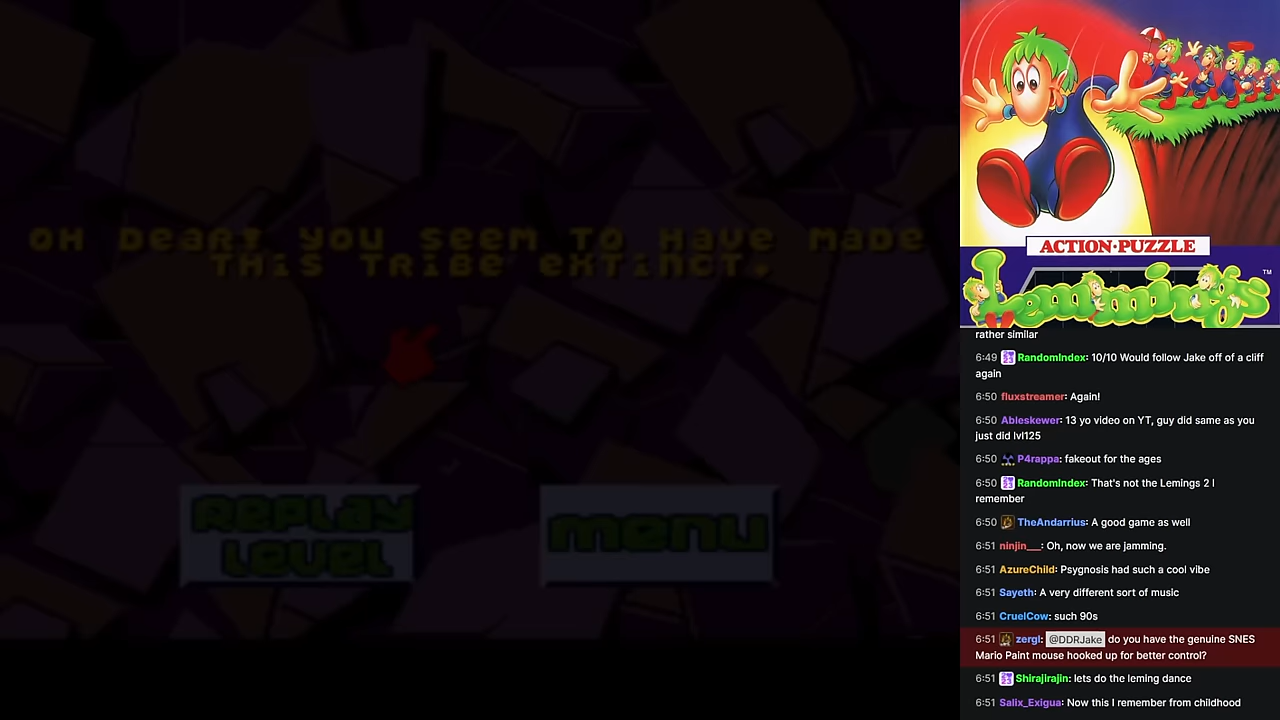 OH DEAR! YOU SEEM TO HAVE MADE
THIS TRIBE EXTINCT.
REPLAY
LEVEL
MENU
ACTION·PUZZLE
Lemmings
TM
rather similar
6:49 RandomIndex: 10/10 Would follow Jake off of a cliff
again
6:50 fluxstreamer: Again!
6:50 Ableskewer: 13 yo video on YT, guy did same as you
just did lvl125
6:50 P4rappa: fakeout for the ages
6:50 RandomIndex: That's not the Lemings 2 I
remember
6:50 TheAndarrius: A good game as well
6:51 ninjin___: Oh, now we are jamming.
6:51 AzureChild: Psygnosis had such a cool vibe
6:51 Sayeth: A very different sort of music
6:51 CruelCow: such 90s
6:51 zergl: @DDRJake do you have the genuine SNES
Mario Paint mouse hooked up for better control?
6:51 Shirajirajin: lets do the leming dance
6:51 Salix_Exigua: Now this I remember from childhood